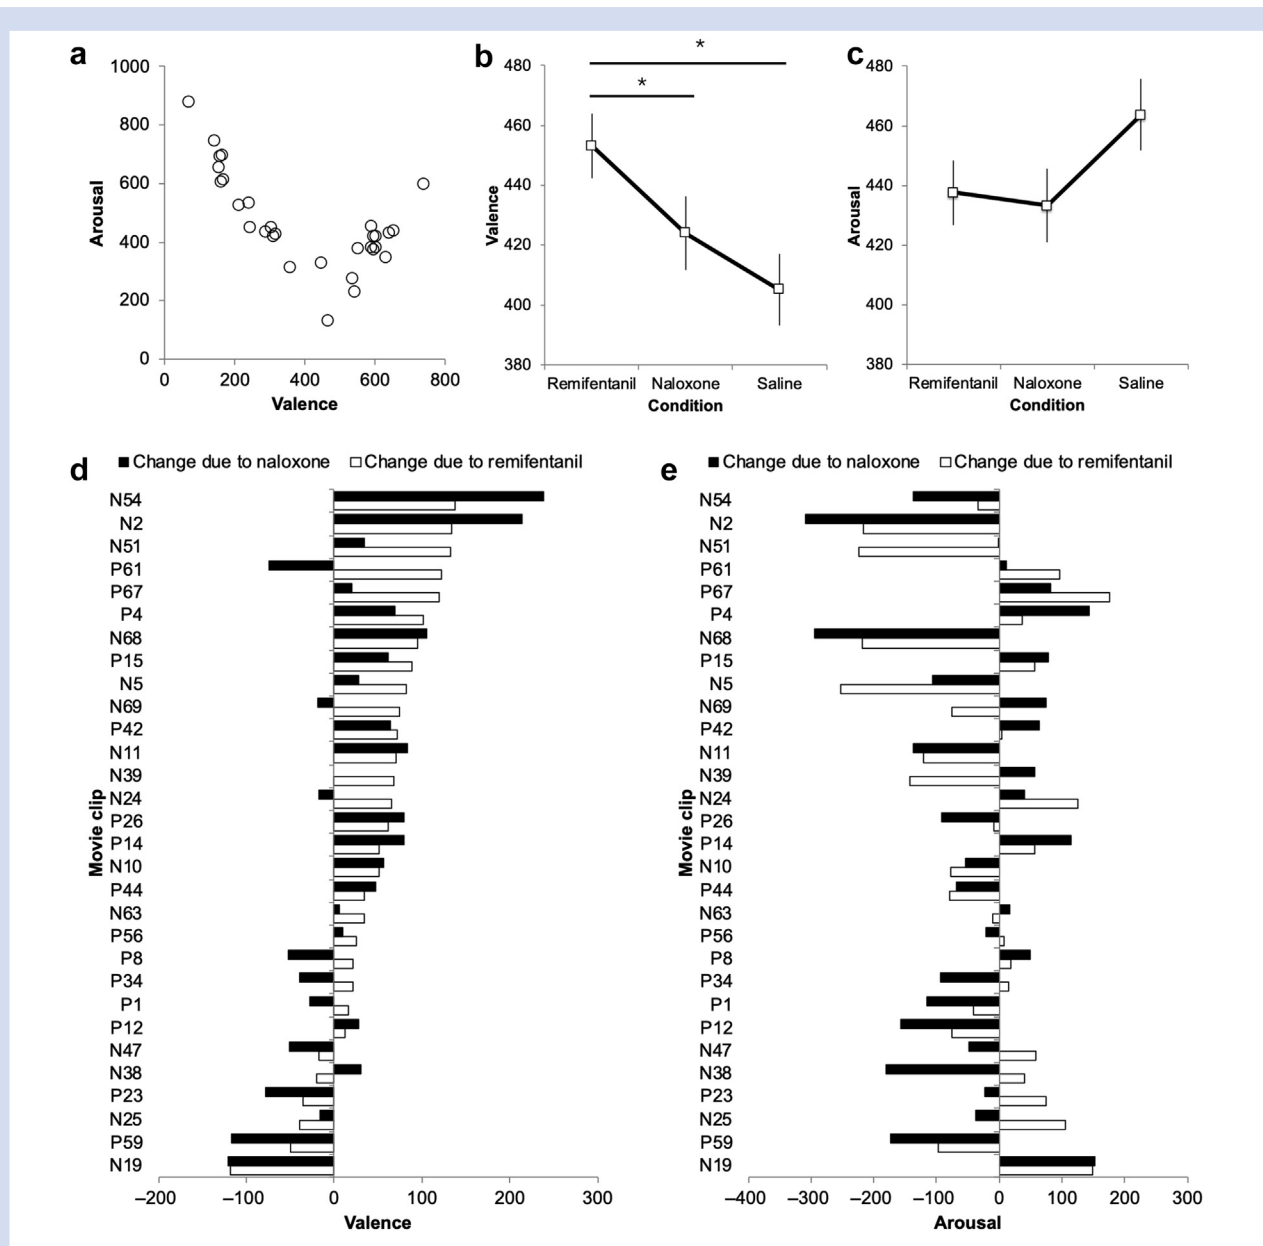 a
1000
800
600
400
200
0
Arousal
0 200 400 600 800
Valence
b
* 
*
480
460
440
420
400
380
Valence
Remifentanil Naloxone Saline
Condition
c
480
460
440
420
400
380
Arousal
Remifentanil Naloxone Saline
Condition
d
Change due to naloxone Change due to remifentanil
N54
N2
N51
P61
P67
P4
N68
P15
N5
N69
P42
N11
N39
N24
P26
P14
N10
P44
N63
P56
P8
P34
P1
P12
N47
N38
P23
N25
P59
N19
Movie clip
–200 –100 0 100 200 300
Valence
e
Change due to naloxone Change due to remifentanil
N54
N2
N51
P61
P67
P4
N68
P15
N5
N69
P42
N11
N39
N24
P26
P14
N10
P44
N63
P56
P8
P34
P1
P12
N47
N38
P23
N25
P59
N19
Movie clip
–400 –300 –200 –100 0 100 200 300
Arousal